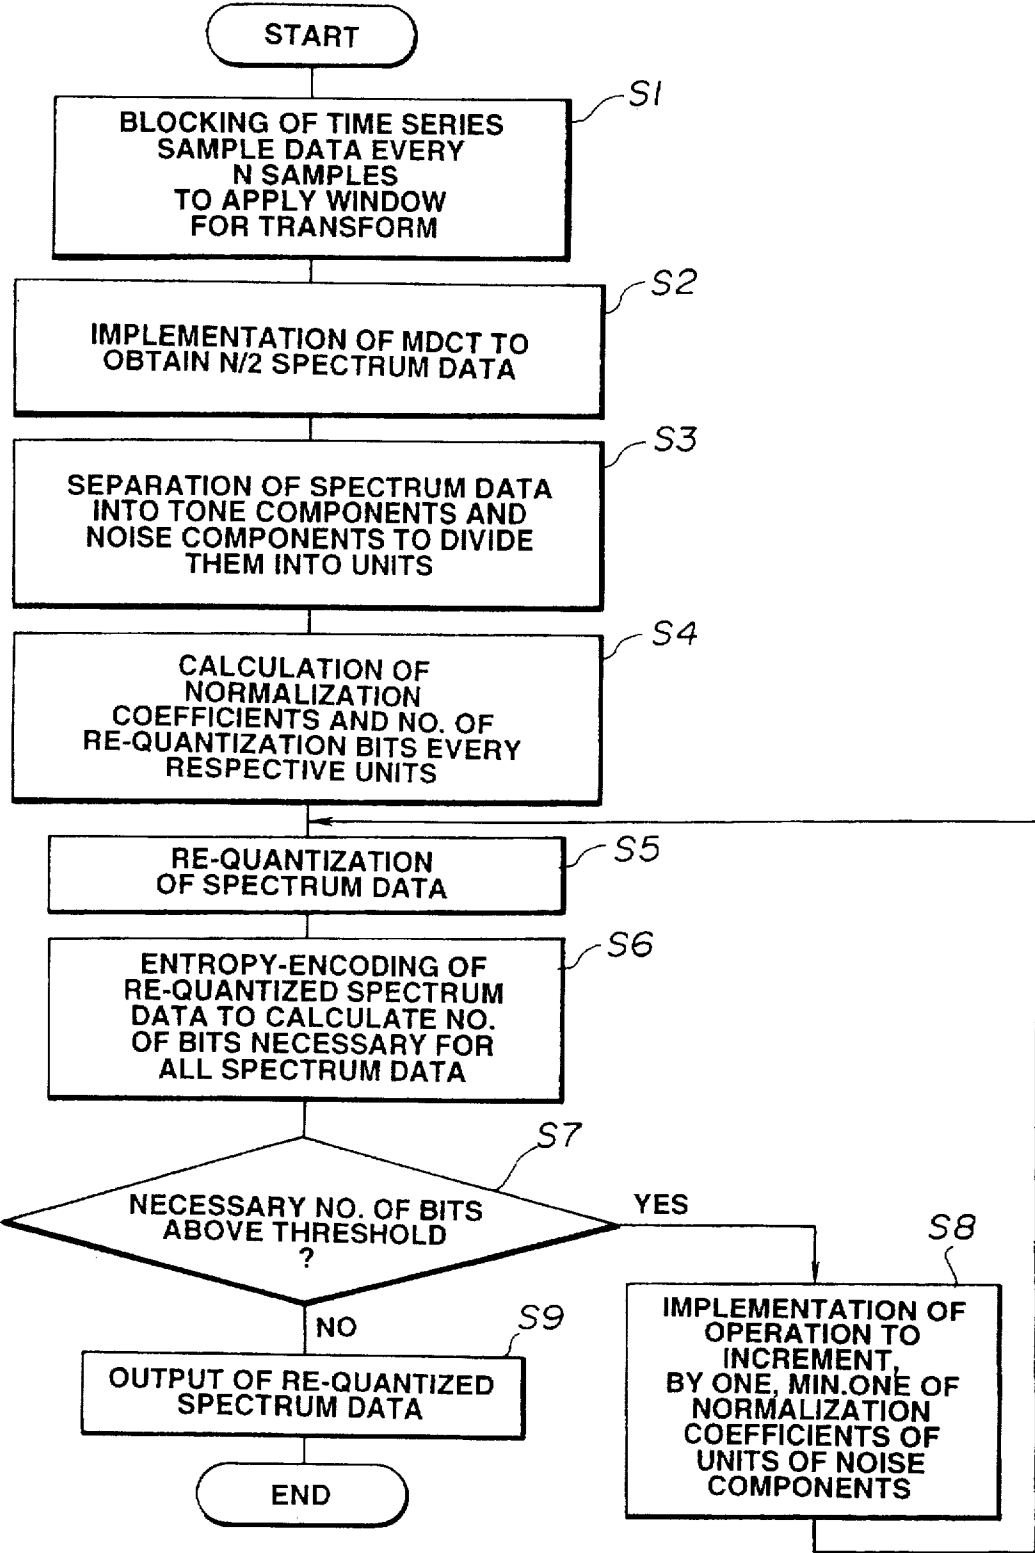 START
S1
BLOCKING OF TIME SERIES
SAMPLE DATA EVERY
N SAMPLES
TO APPLY WINDOW
FOR TRANSFORM
S2
IMPLEMENTATION OF MDCT TO
OBTAIN N/2 SPECTRUM DATA
S3
SEPARATION OF SPECTRUM DATA
INTO TONE COMPONENTS AND
NOISE COMPONENTS TO DIVIDE
THEM INTO UNITS
S4
CALCULATION OF
NORMALIZATION
COEFFICIENTS AND NO. OF
RE-QUANTIZATION BITS EVERY
RESPECTIVE UNITS
S5
RE-QUANTIZATION
OF SPECTRUM DATA
S6
ENTROPY-ENCODING OF
RE-QUANTIZED SPECTRUM
DATA TO CALCULATE NO.
OF BITS NECESSARY FOR
ALL SPECTRUM DATA
S7
NECESSARY NO. OF BITS
ABOVE THRESHOLD
?
YES
S8
IMPLEMENTATION OF
OPERATION TO
INCREMENT,
BY ONE, MIN.ONE OF
NORMALIZATION
COEFFICIENTS OF
UNITS OF NOISE
COMPONENTS
NO
S9
OUTPUT OF RE-QUANTIZED
SPECTRUM DATA
END